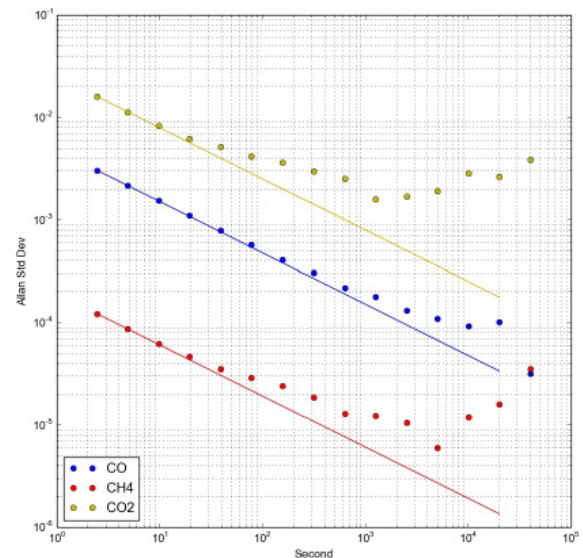 10⁻¹
10⁻²
10⁻³
10⁻⁴
10⁻⁵
10⁻⁶
Allan Std Dev
CO
CH4
CO2
10⁰ 10¹ 10² 10³ 10⁴ 10⁵
Second